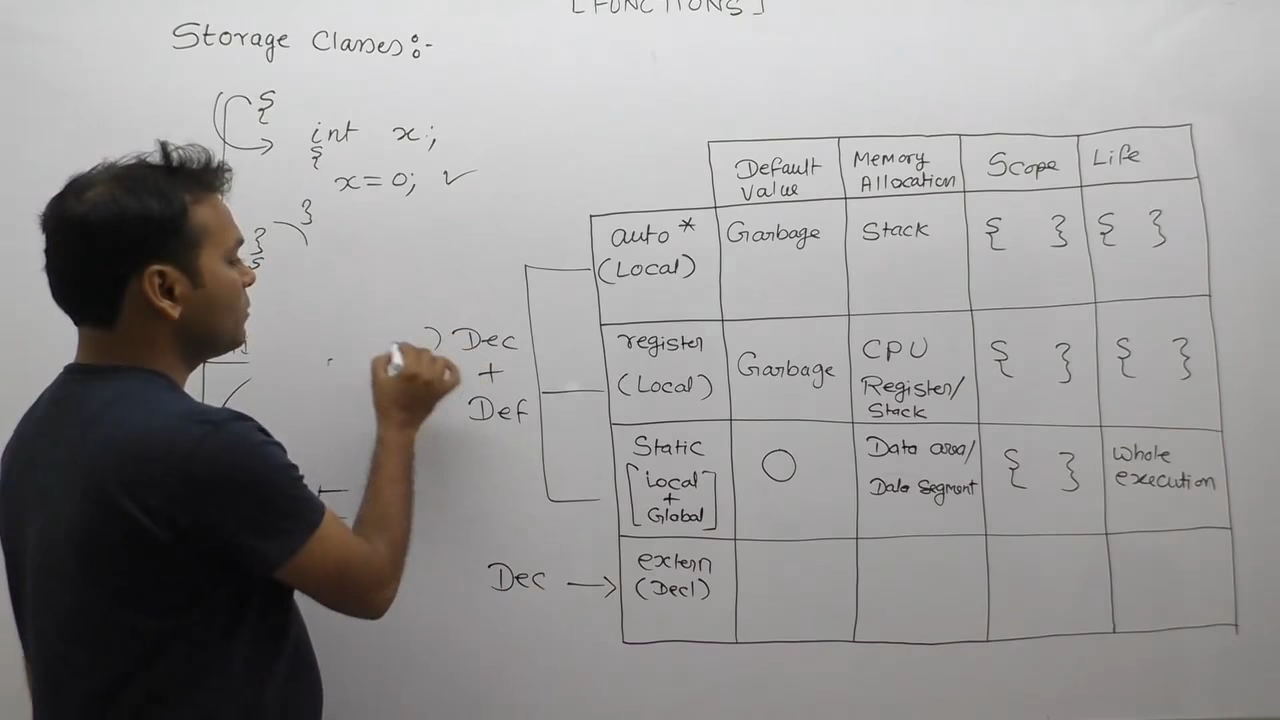 [FUNCTIONS]
Storage Classes:-
{
int x;
{
x=0; ✓
}
}
{
) Dec
+
Def
Dec →
Default
Value
Memory
Allocation
Scope
Life
auto *
(Local)
Garbage
Stack
{ }
{ }
register
(Local)
Garbage
CPU
Register/
Stack
{ }
{ }
Static
[Local
+
Global]
0
Data area/
Data Segment
{ }
Whole
execution
extern
(Decl)